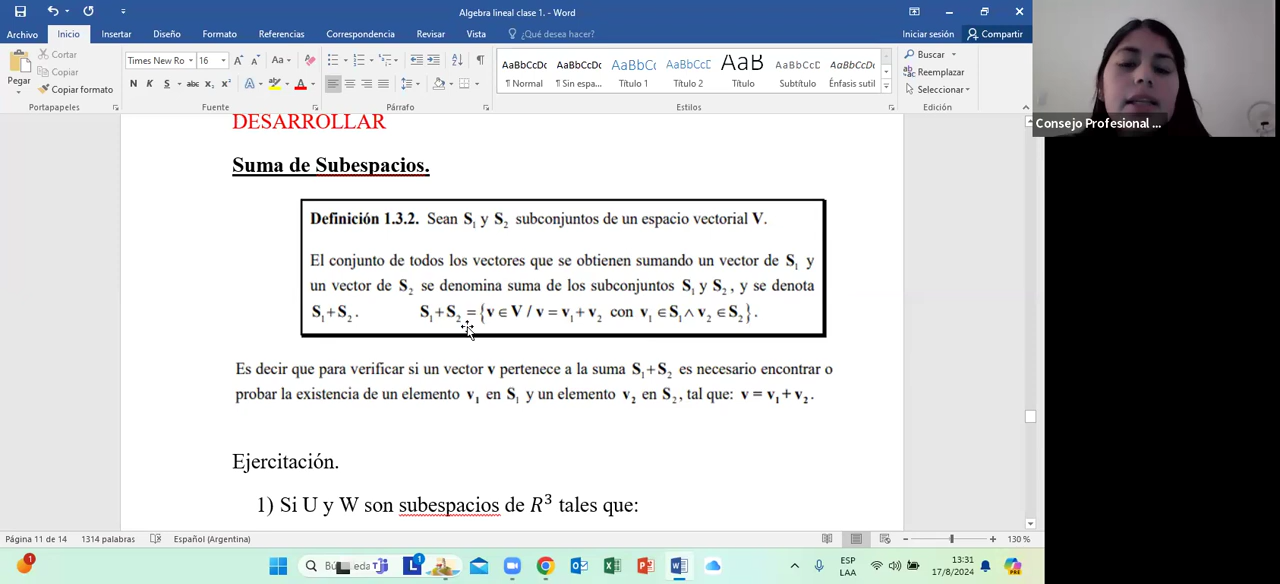 Algebra lineal clase 1. - Word
Archivo Inicio Insertar Diseño Formato Referencias Correspondencia Revisar Vista ¿Qué desea hacer? Iniciar sesión Compartir
Pegar
Cortar
Copiar
Copiar formato
Portapapeles
Times New Ro 16
N K S abc x₂ x²
Fuente
Párrafo
AaBbCcDc AaBbCcDc AaBbCc AaBbCcD AaB AaBbCcC AaBbCcDc
¶ Normal ¶ Sin espa... Título 1 Título 2 Título Subtítulo Énfasis sutil
Estilos
Buscar
Reemplazar
Seleccionar
Edición
Consejo Profesional ...
DESARROLLAR
Suma de Subespacios.
Definición 1.3.2. Sean S₁ y S₂ subconjuntos de un espacio vectorial V.
El conjunto de todos los vectores que se obtienen sumando un vector de S₁ y
un vector de S₂ se denomina suma de los subconjuntos S₁ y S₂, y se denota
S₁+S₂. S₁+S₂ = {v ∈ V / v = v₁ + v₂ con v₁ ∈ S₁ ∧ v₂ ∈ S₂}.
Es decir que para verificar si un vector v pertenece a la suma S₁+S₂ es necesario encontrar o
probar la existencia de un elemento v₁ en S₁ y un elemento v₂ en S₂, tal que: v = v₁ + v₂.
Ejercitación.
1) Si U y W son subespacios de R³ tales que:
Página 11 de 14 1314 palabras Español (Argentina) 130 %
ESP
LAA
13:31
17/8/2024